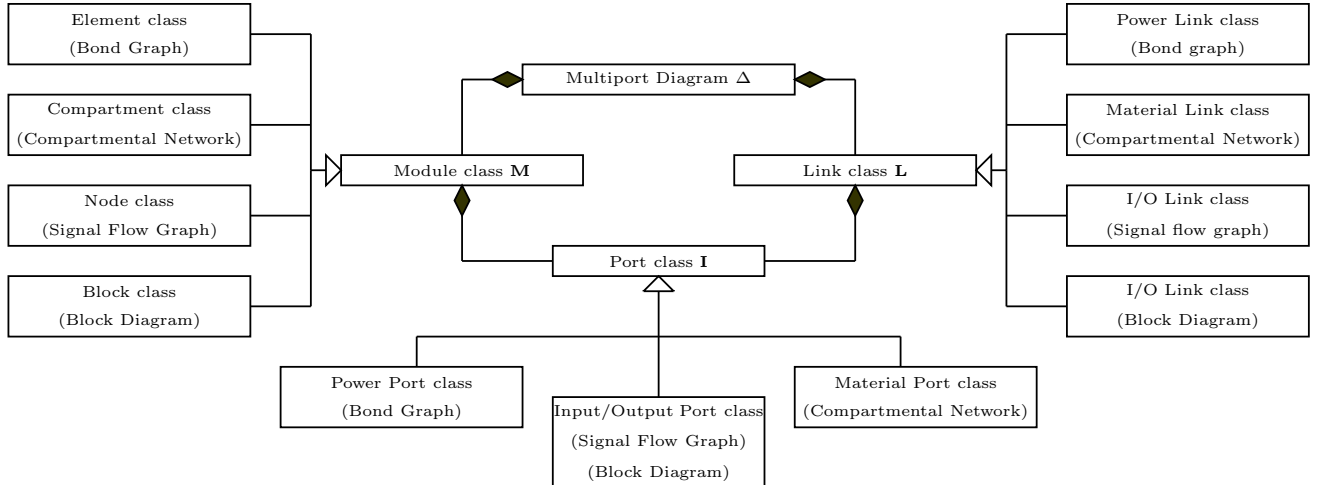 Element class
(Bond Graph)
Compartment class
(Compartmental Network)
Node class
(Signal Flow Graph)
Block class
(Block Diagram)
Multiport Diagram Δ
Module class M
Link class L
Port class I
Power Link class
(Bond graph)
Material Link class
(Compartmental Network)
I/O Link class
(Signal flow graph)
I/O Link class
(Block Diagram)
Power Port class
(Bond Graph)
Input/Output Port class
(Signal Flow Graph)
(Block Diagram)
Material Port class
(Compartmental Network)